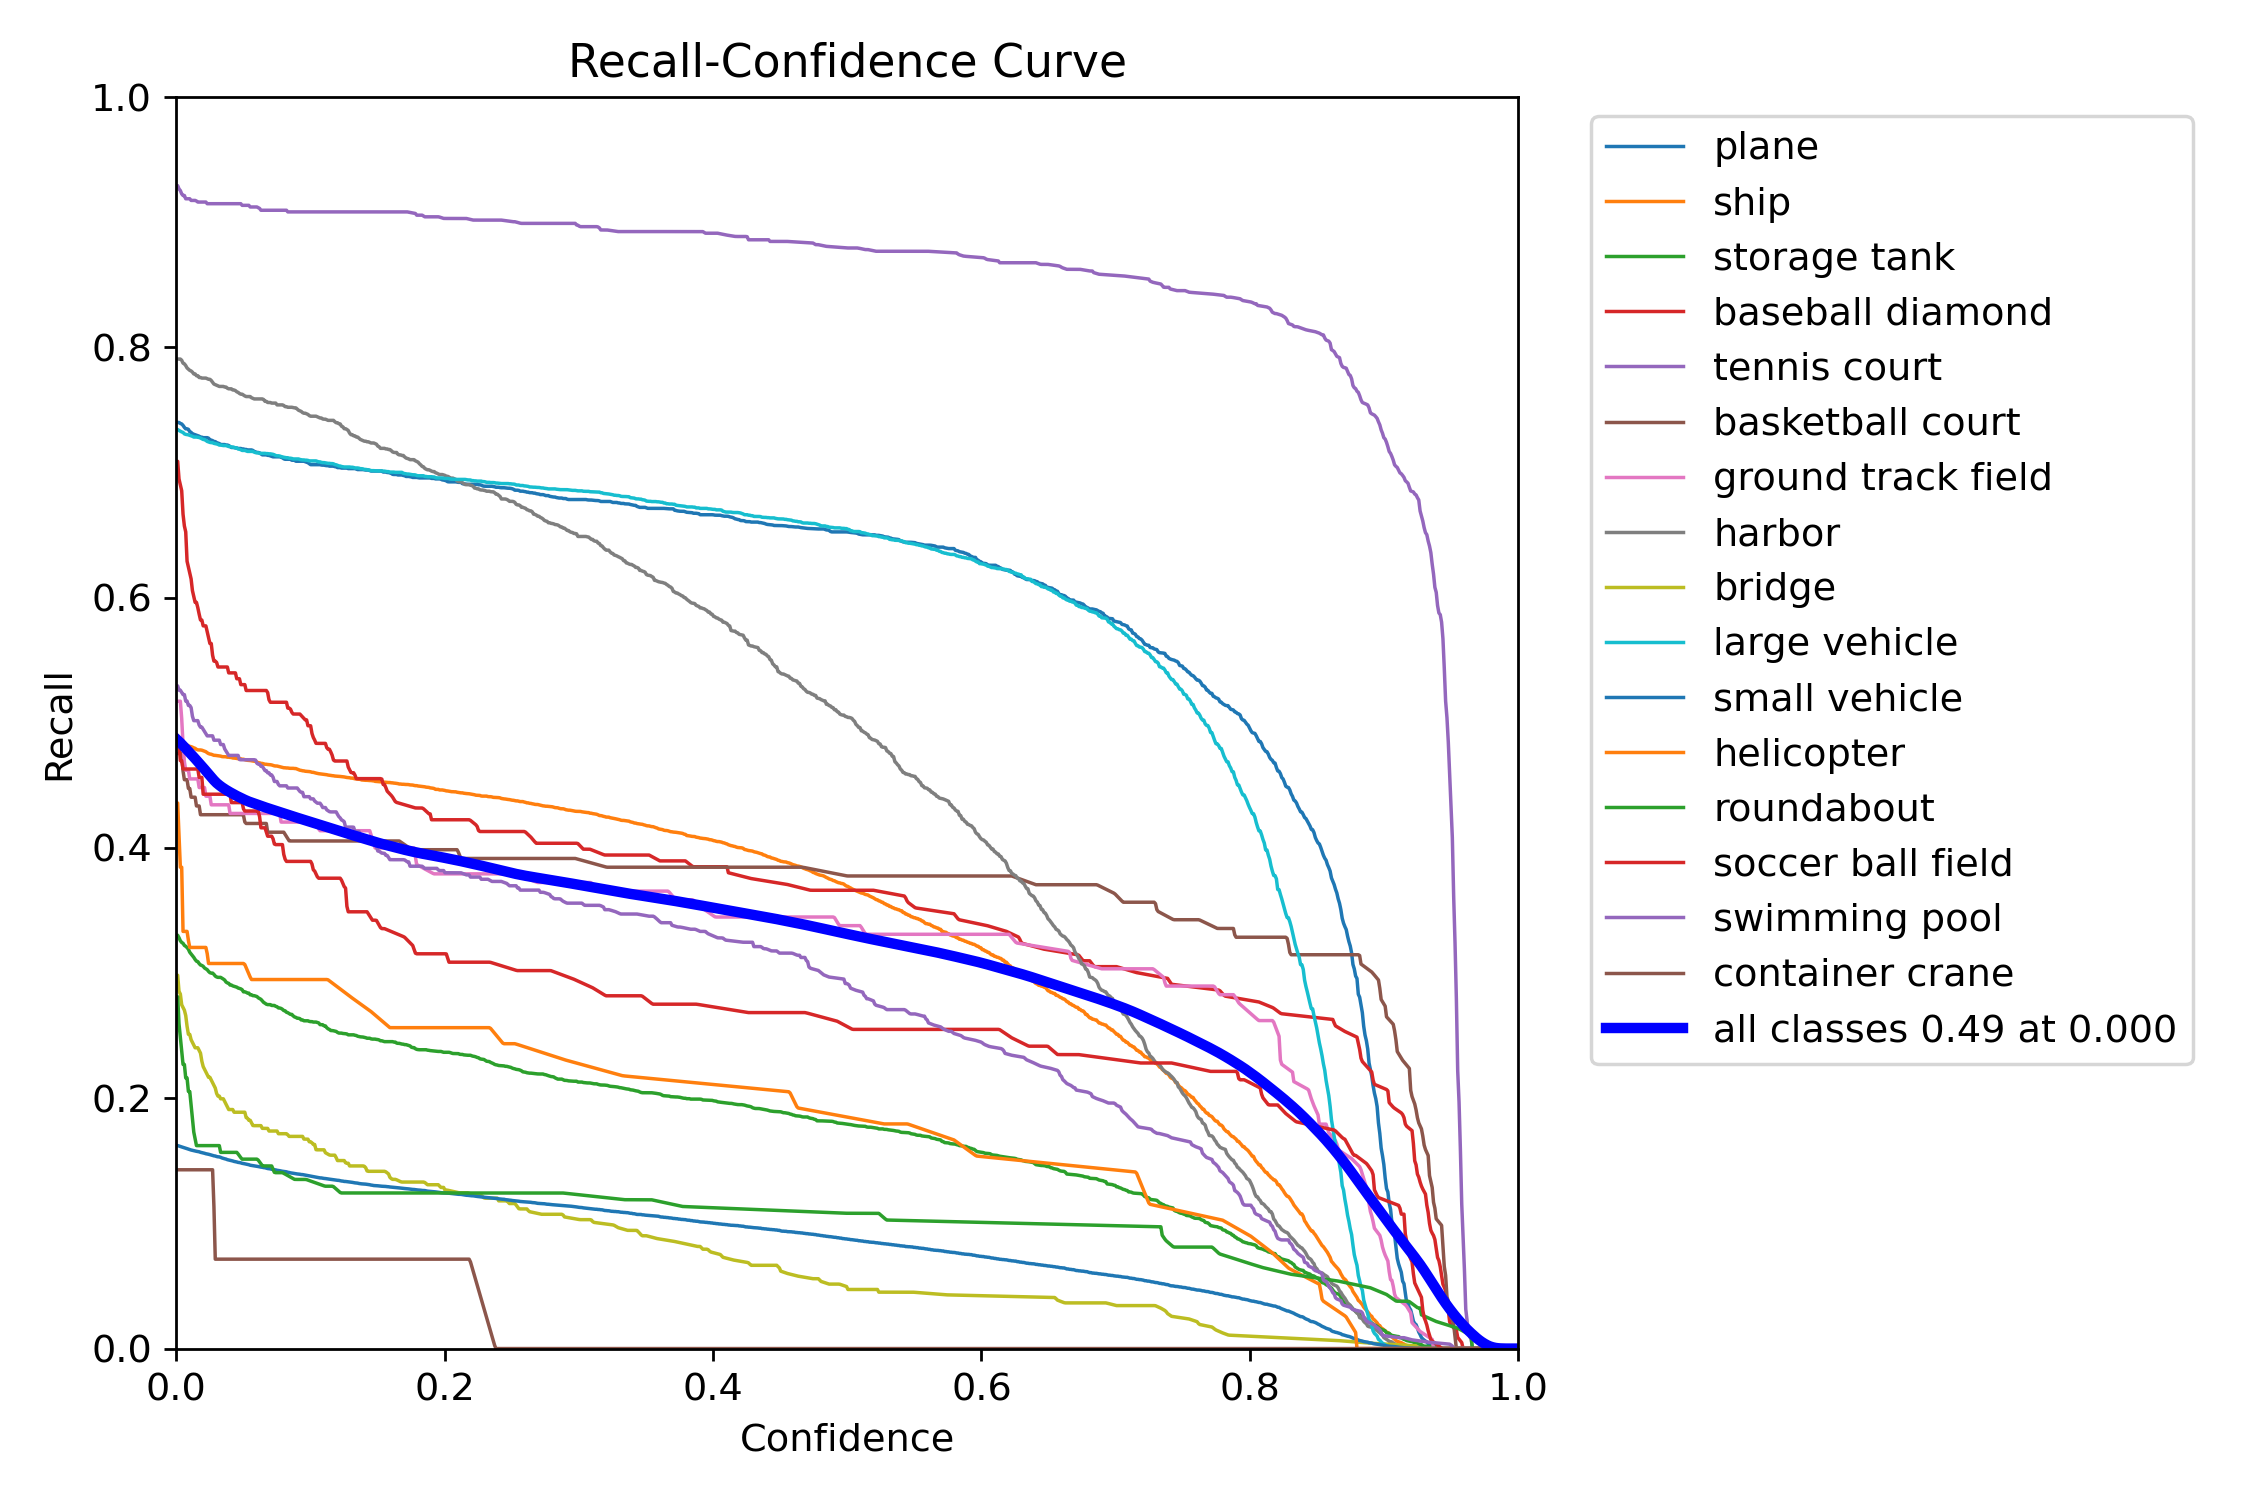 Recall-Confidence Curve
1.0
0.8
0.6
0.4
0.2
0.0
Recall
0.0 0.2 0.4 0.6 0.8 1.0
Confidence
plane
ship
storage tank
baseball diamond
tennis court
basketball court
ground track field
harbor
bridge
large vehicle
small vehicle
helicopter
roundabout
soccer ball field
swimming pool
container crane
all classes 0.49 at 0.000